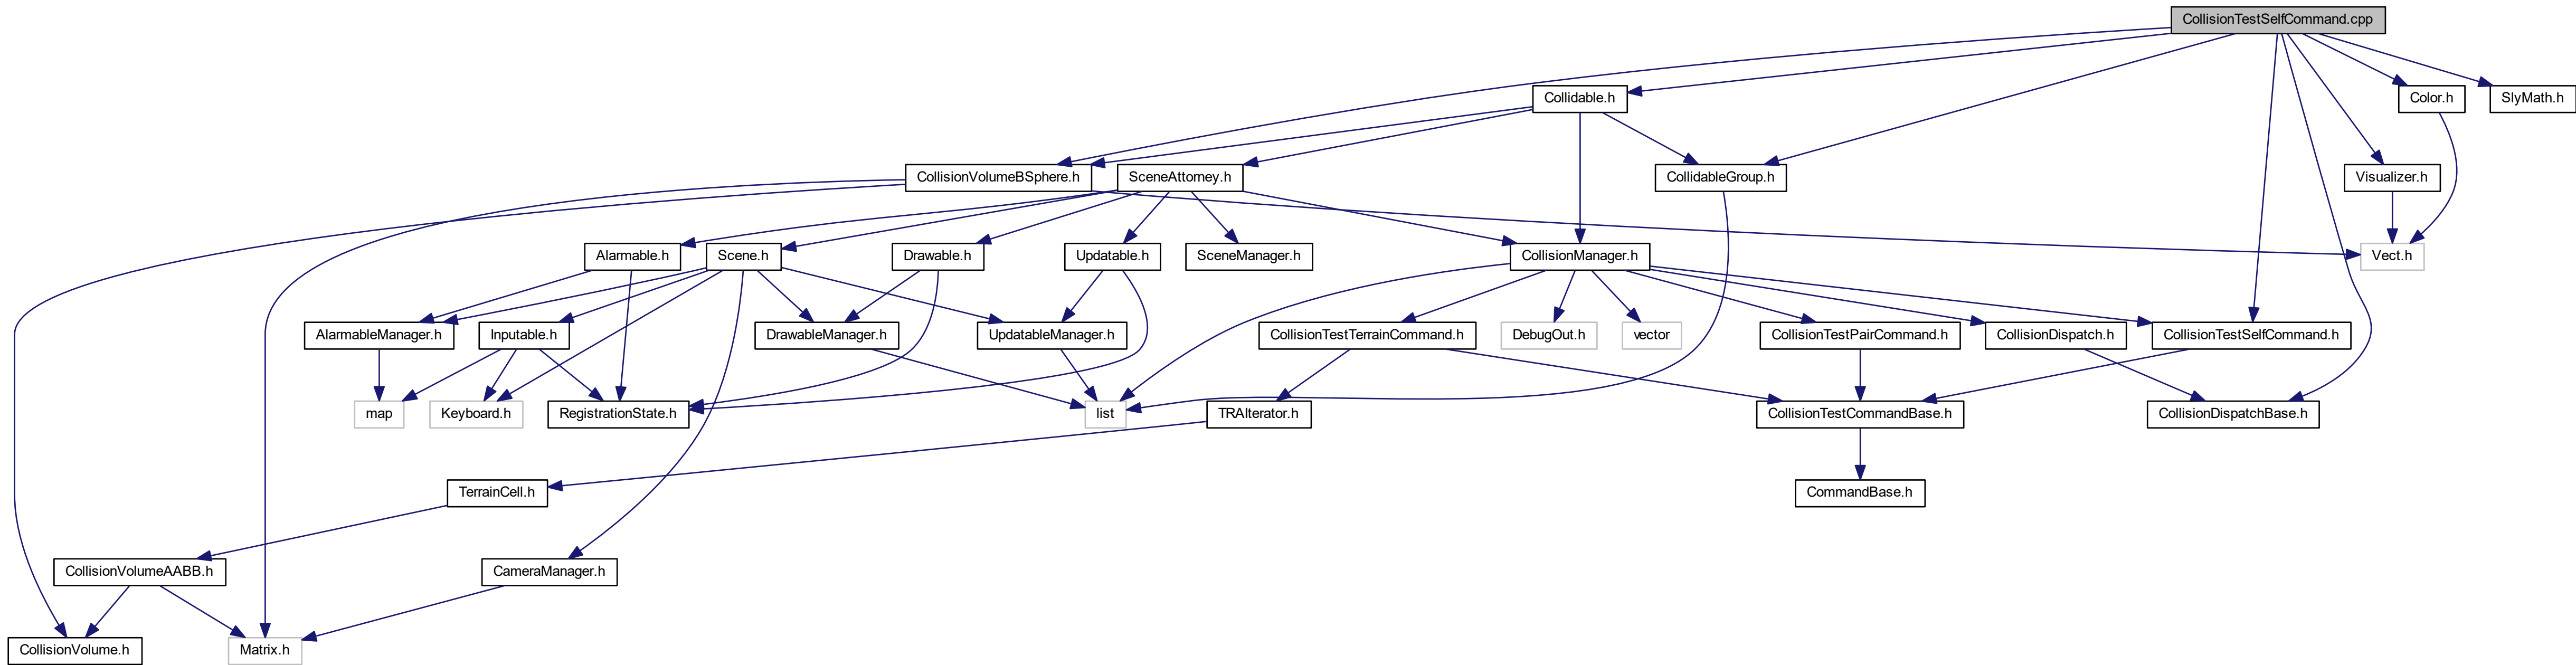 CollisionTestSelfCommand.cpp
Collidable.h
Color.h
SlyMath.h
CollisionVolumeBSphere.h
SceneAttorney.h
CollidableGroup.h
Visualizer.h
Alarmable.h
Scene.h
Drawable.h
Updatable.h
SceneManager.h
CollisionManager.h
Vect.h
AlarmableManager.h
Inputable.h
DrawableManager.h
UpdatableManager.h
CollisionTestTerrainCommand.h
DebugOut.h
vector
CollisionTestPairCommand.h
CollisionDispatch.h
CollisionTestSelfCommand.h
map
Keyboard.h
RegistrationState.h
list
TRAIterator.h
CollisionTestCommandBase.h
CollisionDispatchBase.h
TerrainCell.h
CommandBase.h
CollisionVolumeAABB.h
CameraManager.h
CollisionVolume.h
Matrix.h